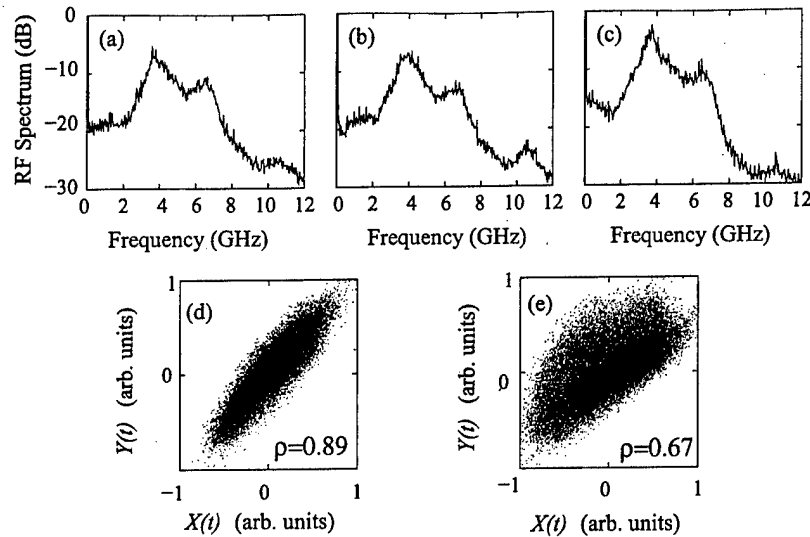 RF Spectrum (dB)
0
−10
−20
−30
(a)
(b)
(c)
0 2 4 6 8 10 12
0 2 4 6 8 10 12
0 2 4 6 8 10 12
Frequency (GHz)
Frequency (GHz)
Frequency (GHz)
Y(t) (arb. units)
1
0
−1
(d)
ρ=0.89
0
1
X(t) (arb. units)
Y(t) (arb. units)
1
0
−1
(e)
ρ=0.67
0
1
X(t) (arb. units)